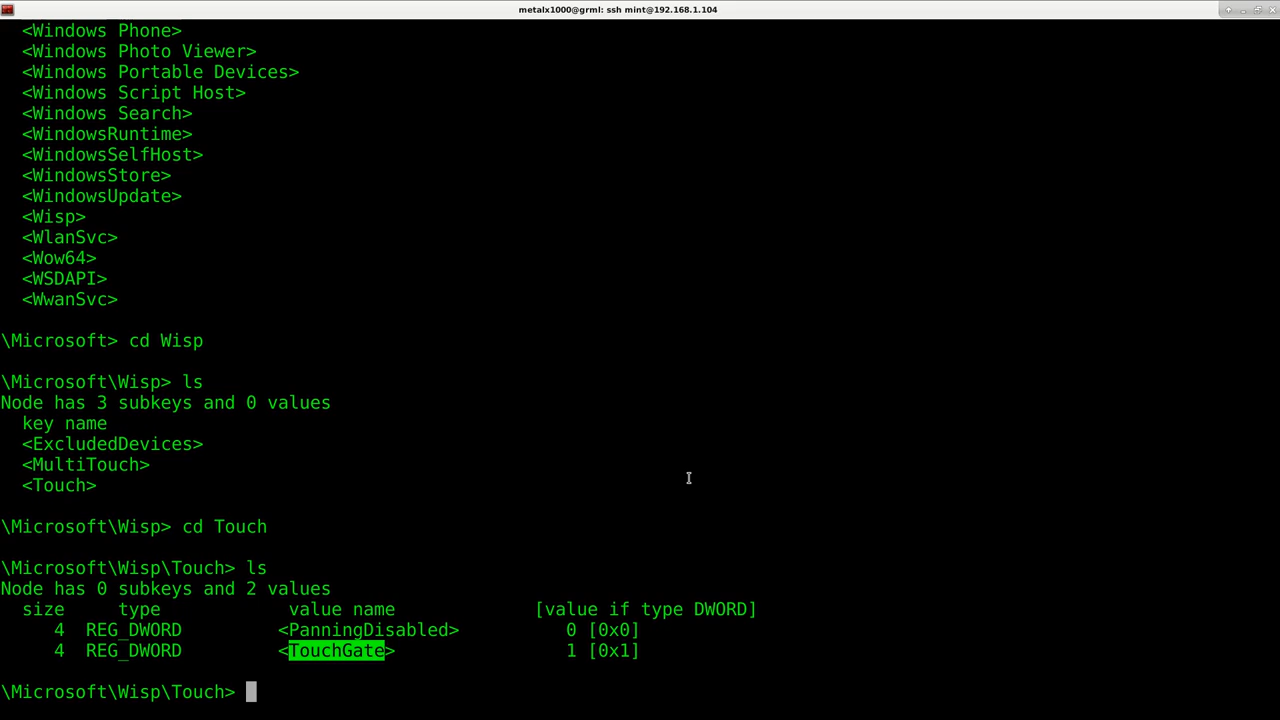 metalx1000@grml: ssh mint@192.168.1.104
<Windows Phone>
<Windows Photo Viewer>
<Windows Portable Devices>
<Windows Script Host>
<Windows Search>
<WindowsRuntime>
<WindowsSelfHost>
<WindowsStore>
<WindowsUpdate>
<Wisp>
<WlanSvc>
<Wow64>
<WSDAPI>
<WwanSvc>
\Microsoft> cd Wisp
\Microsoft\Wisp> ls
Node has 3 subkeys and 0 values
key name
<ExcludedDevices>
<MultiTouch>
<Touch>
\Microsoft\Wisp> cd Touch
\Microsoft\Wisp\Touch> ls
Node has 0 subkeys and 2 values
size type value name [value if type DWORD]
4 REG_DWORD <PanningDisabled> 0 [0x0]
4 REG_DWORD <TouchGate> 1 [0x1]
\Microsoft\Wisp\Touch>